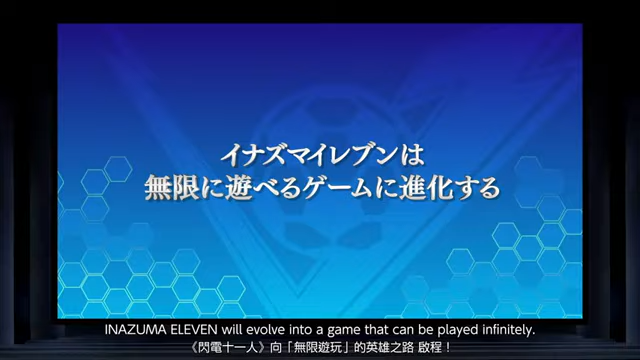 イナズマイレブンは
無限に遊べるゲームに進化する
INAZUMA ELEVEN will evolve into a game that can be played infinitely.
《閃電十一人》向「無限遊玩」的英雄之路 啟程！